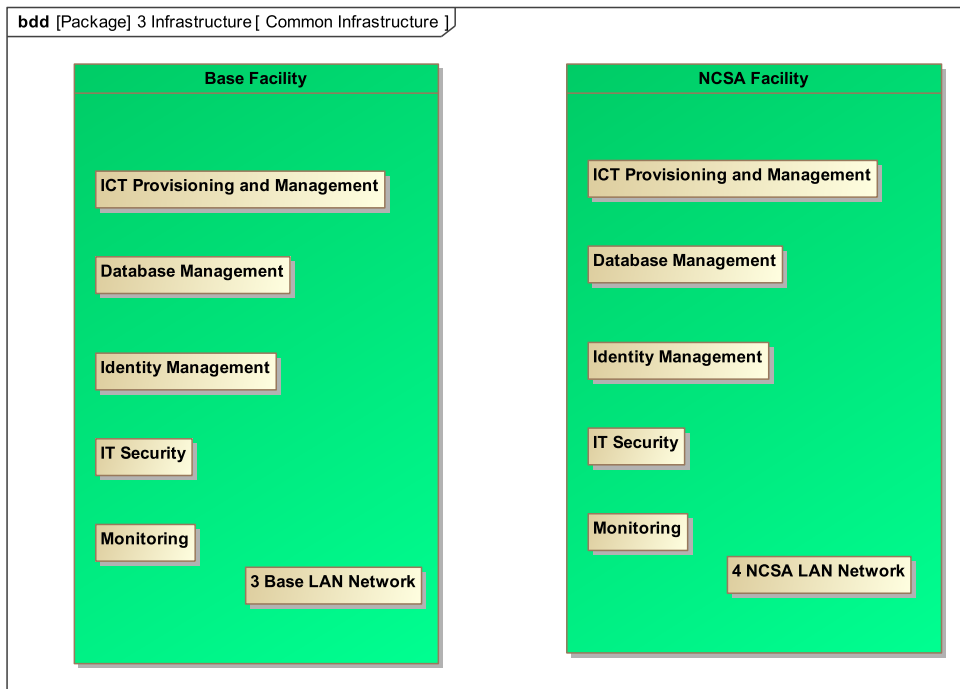 bdd [Package] 3 Infrastructure [ Common Infrastructure ]
Base Facility
ICT Provisioning and Management
Database Management
Identity Management
IT Security
Monitoring
3 Base LAN Network
NCSA Facility
ICT Provisioning and Management
Database Management
Identity Management
IT Security
Monitoring
4 NCSA LAN Network